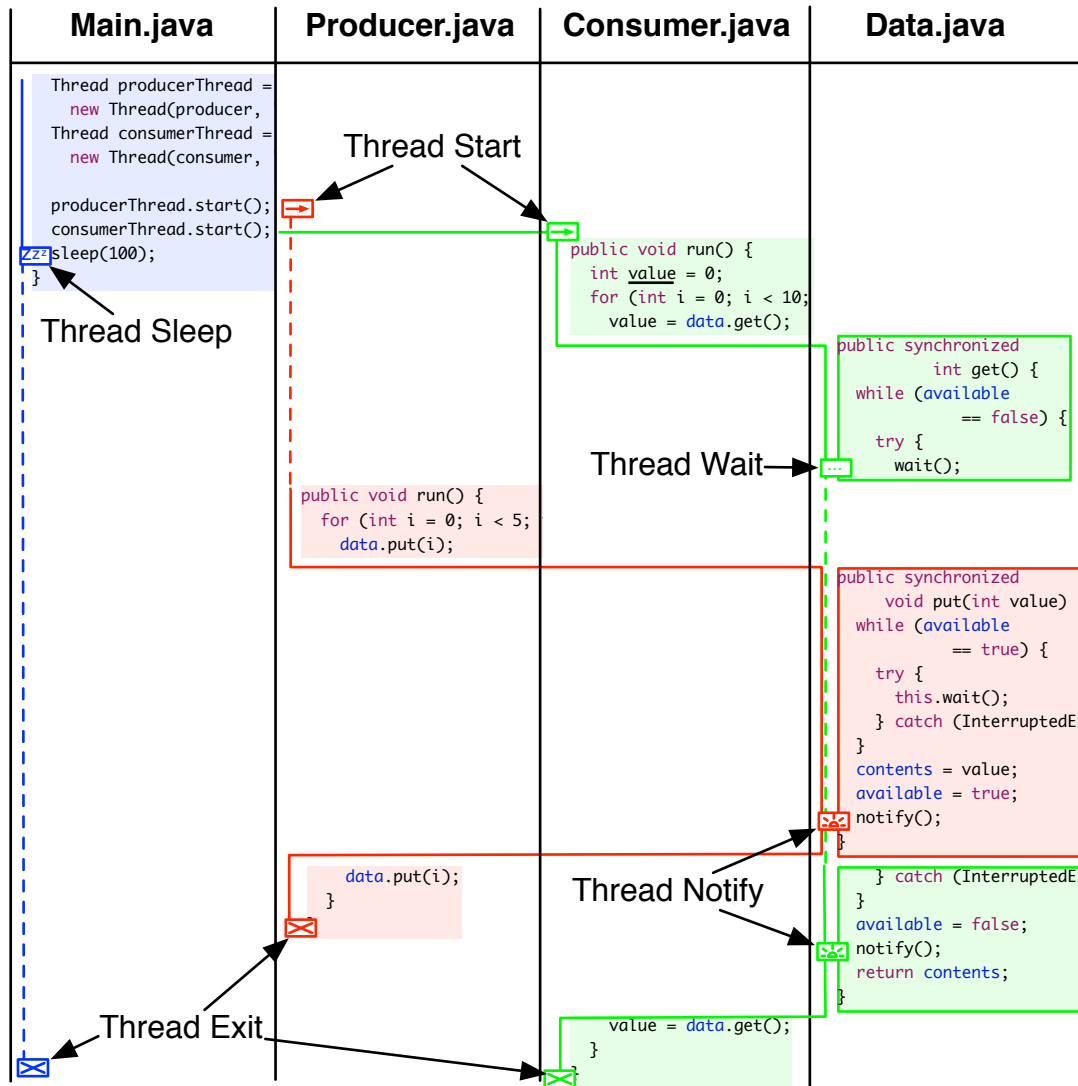 Main.java
Producer.java
Consumer.java
Data.java
Thread producerThread =
new Thread(producer,
Thread consumerThread =
new Thread(consumer,
producerThread.start();
consumerThread.start();
zzz sleep(100);
}
Thread Sleep
Thread Start
public void run() {
int value = 0;
for (int i = 0; i < 10;
value = data.get();
public synchronized
int get() {
while (available
== false) {
try {
wait();
Thread Wait
public void run() {
for (int i = 0; i < 5;
data.put(i);
public synchronized
void put(int value)
while (available
== true) {
try {
this.wait();
} catch (InterruptedE
}
contents = value;
available = true;
notify();
}
Thread Notify
data.put(i);
}
}
} catch (InterruptedE
}
available = false;
notify();
return contents;
}
Thread Exit
value = data.get();
}
}